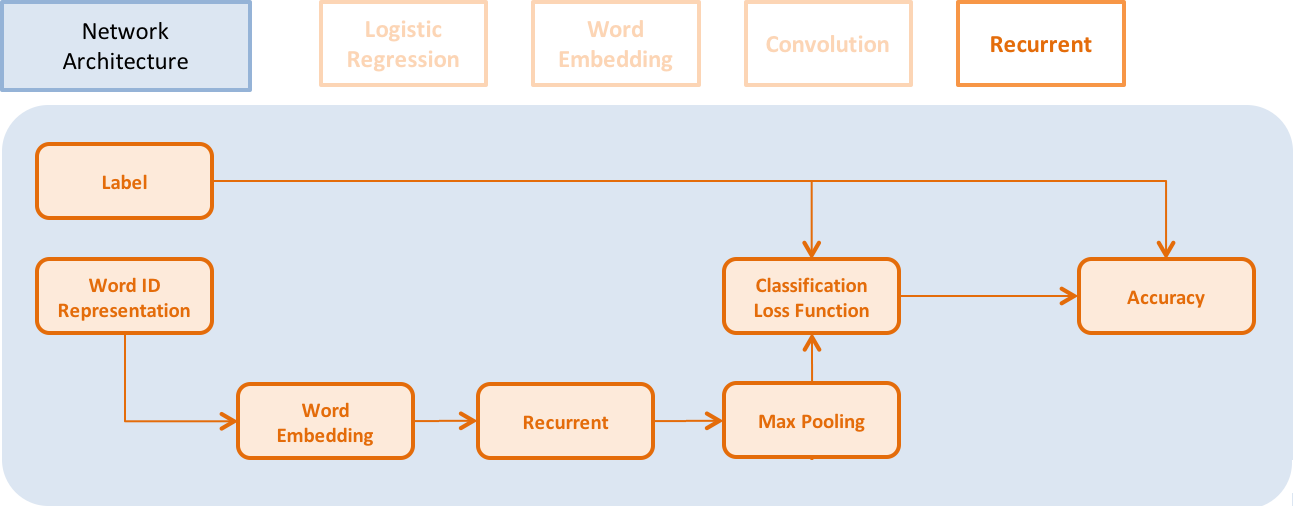 Network
Architecture
Logistic
Regression
Word
Embedding
Convolution
Recurrent
Label
Word ID
Representation
Classification
Loss Function
Accuracy
Word
Embedding
Recurrent
Max Pooling